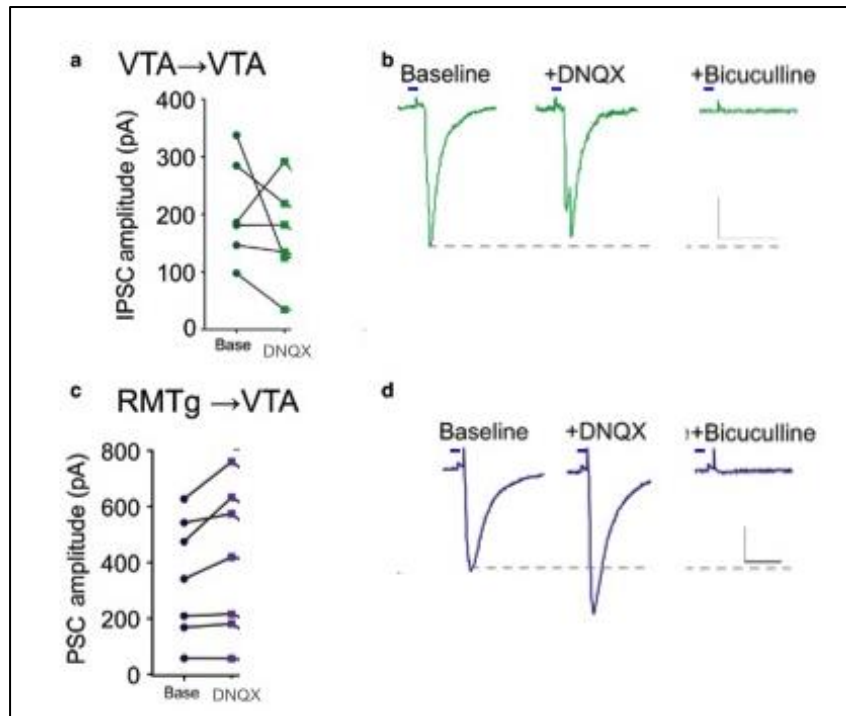 a
VTA→VTA
IPSC amplitude (pA)
400
300
200
100
0
Base
DNQX
b
Baseline
+DNQX
+Bicuculline
c
RMTg →VTA
PSC amplitude (pA)
800
600
400
200
0
Base
DNQX
d
Baseline
+DNQX
+Bicuculline